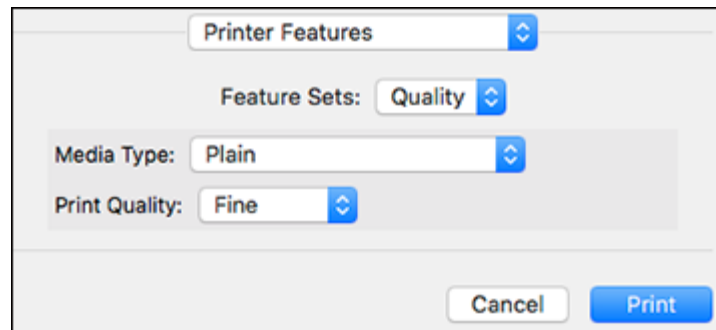 Printer Features
Feature Sets: Quality
Media Type: Plain
Print Quality: Fine
Cancel Print